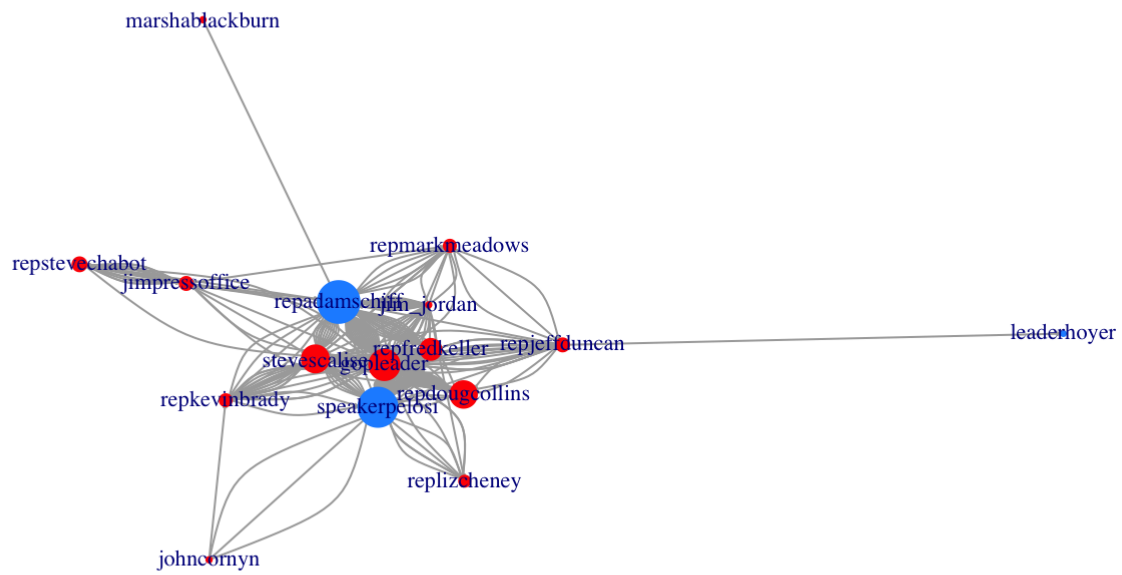 marshablackburn
repmarkmeadows
repstevechabot
jimpressoffice
repadamschiff
jim_jordan
leaderhoyer
repjeffduncan
repfredkeller
stevescalise
gopleader
repdougcollins
repkevinbrady
speakerpelosi
replizcheney
johncornyn